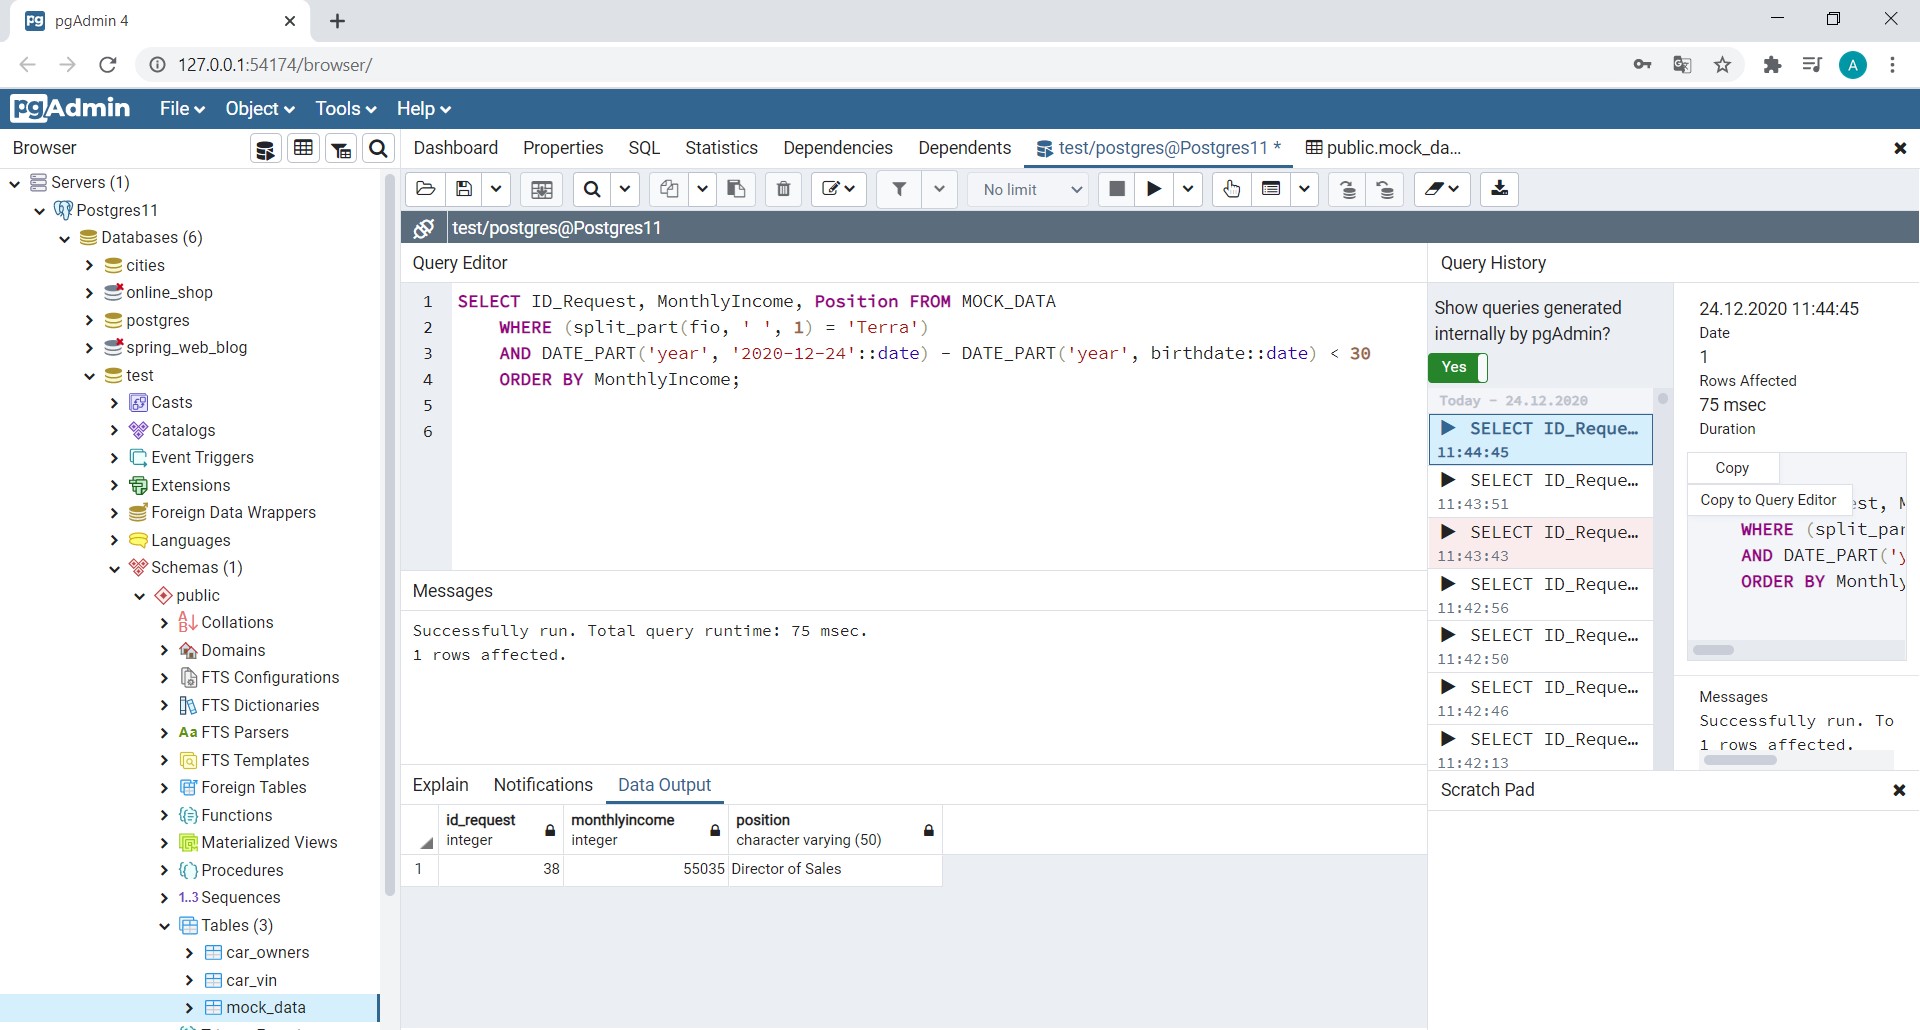 pgAdmin 4
127.0.0.1:54174/browser/
A
pgAdmin
File
Object
Tools
Help
Browser
Dashboard
Properties
SQL
Statistics
Dependencies
Dependents
test/postgres@Postgres11 *
public.mock_da...
Servers (1)
Postgres11
Databases (6)
cities
online_shop
postgres
spring_web_blog
test
Casts
Catalogs
Event Triggers
Extensions
Foreign Data Wrappers
Languages
Schemas (1)
public
Collations
Domains
FTS Configurations
FTS Dictionaries
Aa FTS Parsers
FTS Templates
Foreign Tables
Functions
Materialized Views
Procedures
1..3 Sequences
Tables (3)
car_owners
car_vin
mock_data
No limit
test/postgres@Postgres11
Query Editor
1 SELECT ID_Request, MonthlyIncome, Position FROM MOCK_DATA
2 WHERE (split_part(fio, ' ', 1) = 'Terra')
3 AND DATE_PART('year', '2020-12-24'::date) - DATE_PART('year', birthdate::date) < 30
4 ORDER BY MonthlyIncome;
5
6
Messages
Successfully run. Total query runtime: 75 msec.
1 rows affected.
Explain
Notifications
Data Output
id_request
integer
monthlyincome
integer
position
character varying (50)
1 38 55035 Director of Sales
Query History
Show queries generated
internally by pgAdmin?
Yes
Today - 24.12.2020
SELECT ID_Reque...
11:44:45
SELECT ID_Reque...
11:43:51
SELECT ID_Reque...
11:43:43
SELECT ID_Reque...
11:42:56
SELECT ID_Reque...
11:42:50
SELECT ID_Reque...
11:42:46
SELECT ID_Reque...
11:42:13
24.12.2020 11:44:45
Date
1
Rows Affected
75 msec
Duration
Copy
Copy to Query Editor
est,
WHERE (split_par
AND DATE_PART('y
ORDER BY Monthly
Messages
Successfully run. To
1 rows affected.
Scratch Pad